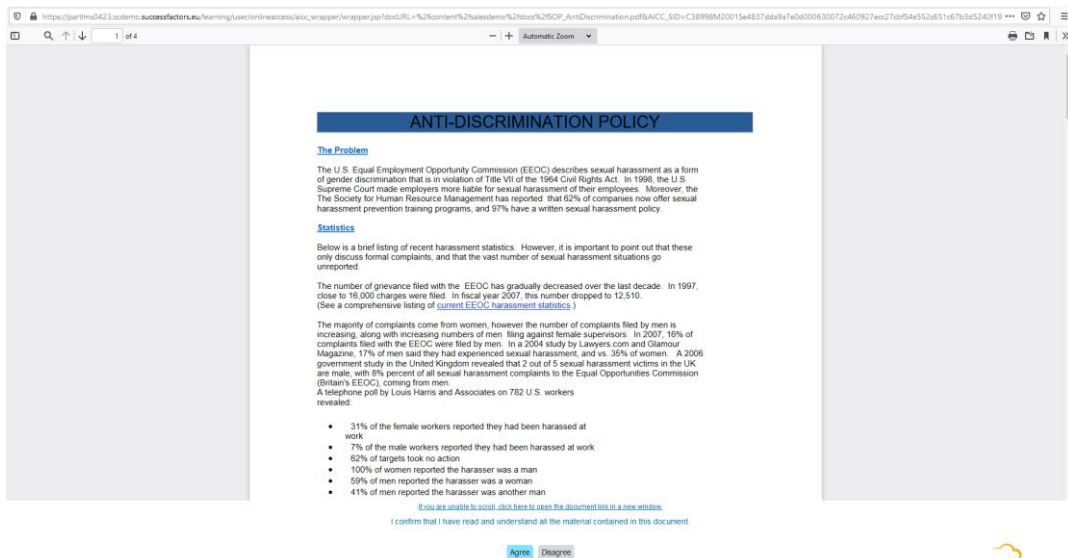 https://partlms0423.scdemo.successfactors.eu/learning/user/onlineaccess/aicc_wrapper/wrapper.jsp?docURL=%2fcontent%2fsalesdemo%2fdocs%2fSOP_AntiDiscrimination.pdf&AICC_SID=
1 of 4
Automatic Zoom
ANTI-DISCRIMINATION POLICY
The Problem
The U.S. Equal Employment Opportunity Commission (EEOC) describes sexual harassment as a form
of gender discrimination that is in violation of Title VII of the 1964 Civil Rights Act. In 1998, the U.S.
Supreme Court made employers more liable for sexual harassment of their employees. Moreover, the
The Society for Human Resource Management has reported that 62% of companies now offer sexual
harassment prevention training programs, and 97% have a written sexual harassment policy.
Statistics
Below is a brief listing of recent harassment statistics. However, it is important to point out that these
only discuss formal complaints, and that the vast number of sexual harassment situations go
unreported.
The number of grievance filed with the EEOC has gradually decreased over the last decade. In 1997,
close to 16,000 charges were filed. In fiscal year 2007, this number dropped to 12,510.
(See a comprehensive listing of current EEOC harassment statistics.)
The majority of complaints come from women, however the number of complaints filed by men is
increasing, along with increasing numbers of men filing against female supervisors. In 2007, 16% of
complaints filed with the EEOC were filed by men. In a 2004 study by Lawyers.com and Glamour
Magazine, 17% of men said they had experienced sexual harassment, and vs. 35% of women. A 2006
government study in the United Kingdom revealed that 2 out of 5 sexual harassment victims in the UK
are male, with 8% percent of all sexual harassment complaints to the Equal Opportunities Commission
(Britain's EEOC), coming from men.
A telephone poll by Louis Harris and Associates on 782 U.S. workers
revealed:
• 31% of the female workers reported they had been harassed at
work
• 7% of the male workers reported they had been harassed at work
• 62% of targets took no action
• 100% of women reported the harasser was a man
• 59% of men reported the harasser was a woman
• 41% of men reported the harasser was another man
If you are unable to scroll, click here to open the document link in a new window.
I confirm that I have read and understand all the material contained in this document.
Agree Disagree